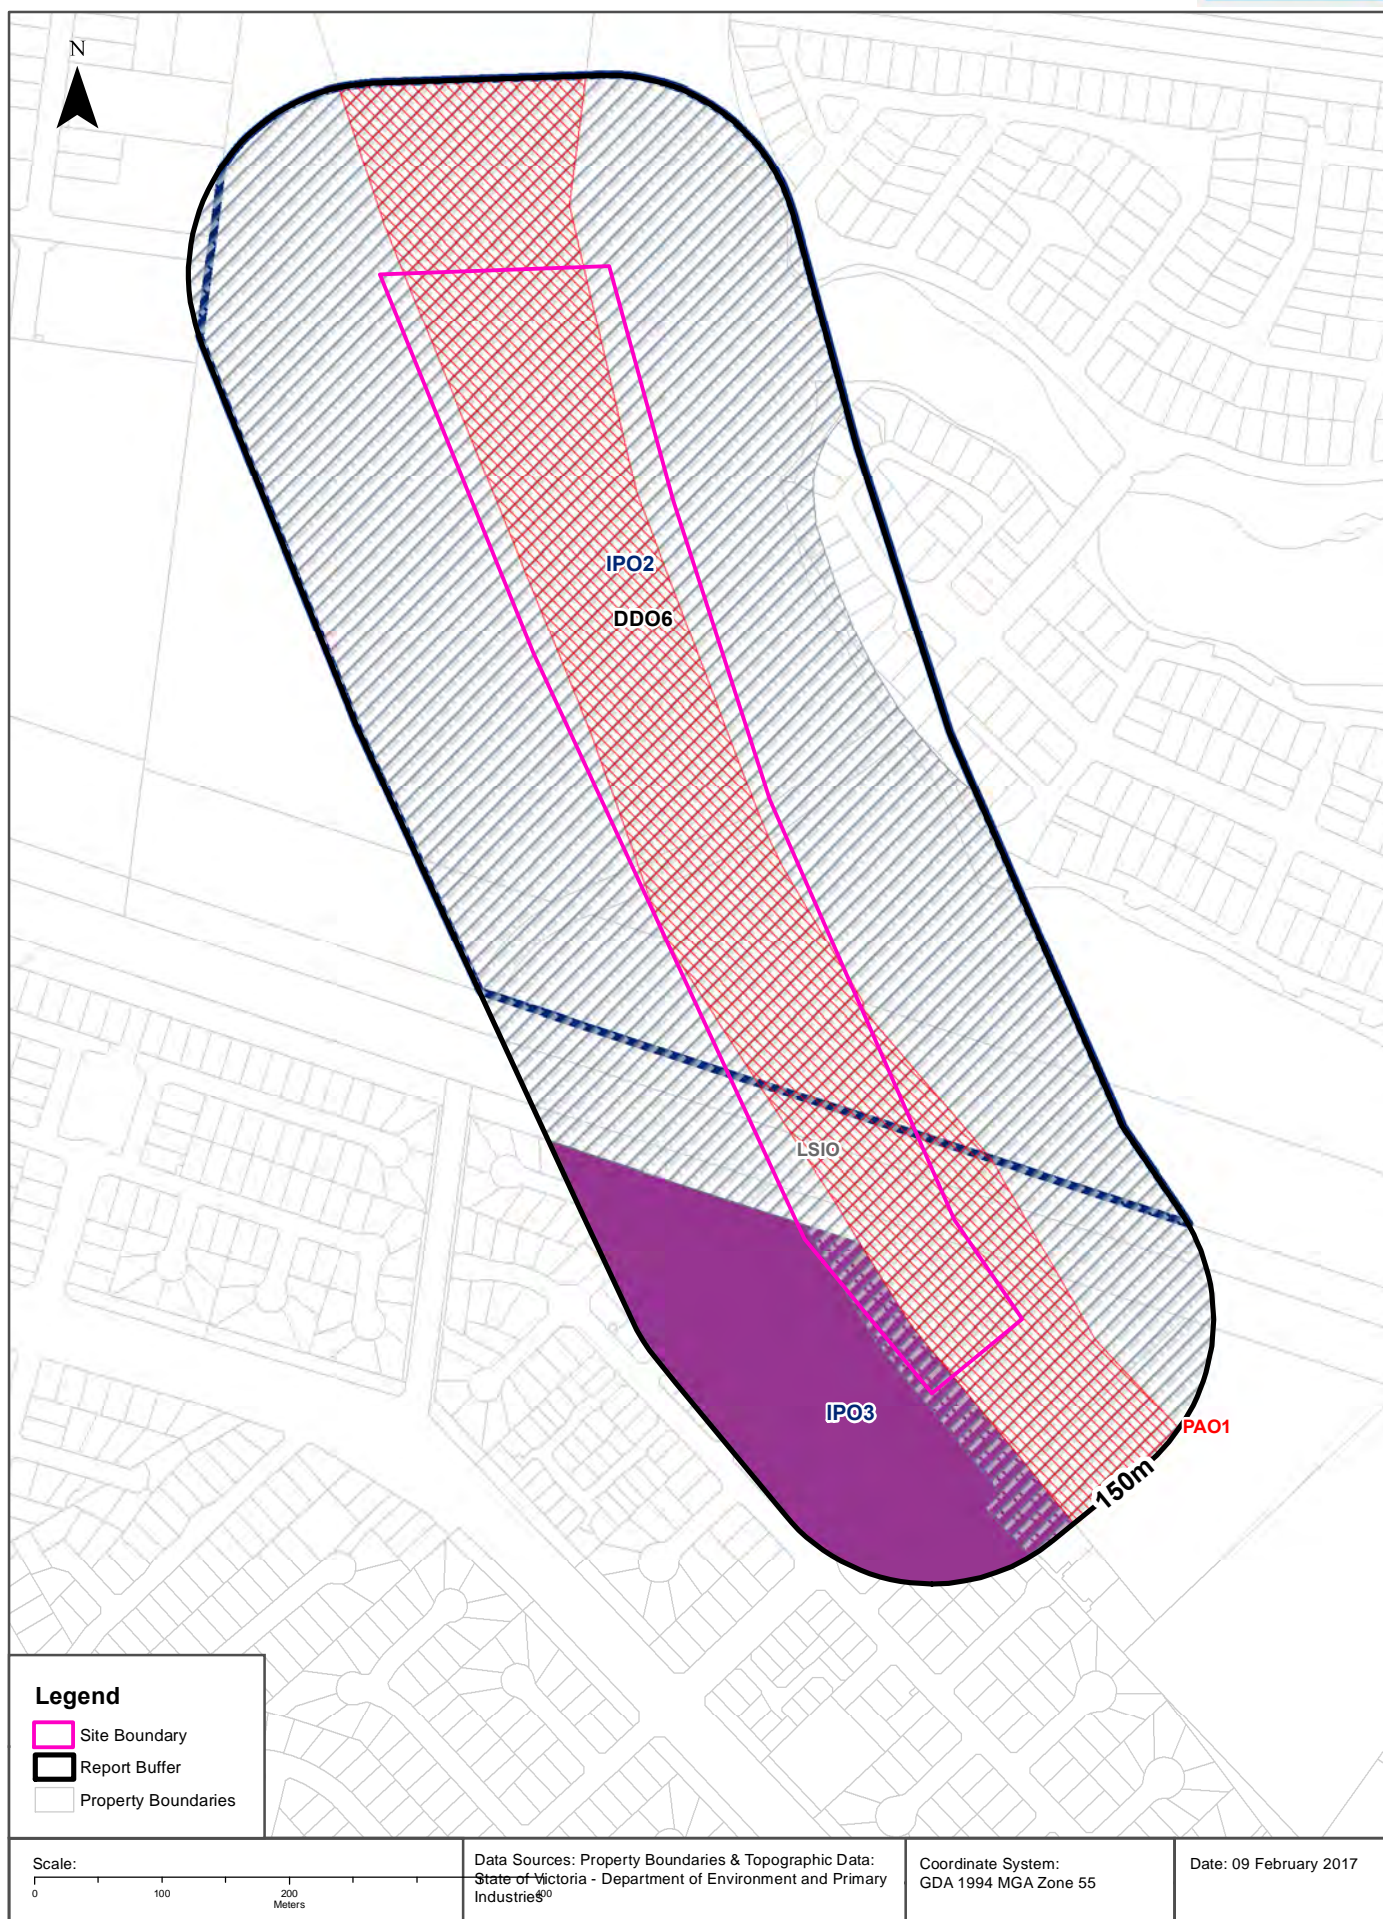 N
IPO2
DDO6
LSIO
IPO3
PAO1
150m
Legend
Site Boundary
Report Buffer
Property Boundaries
Scale:
0 100 200 400
Meters
Data Sources: Property Boundaries & Topographic Data:
State of Victoria - Department of Environment and Primary
Industries
Coordinate System:
GDA 1994 MGA Zone 55
Date: 09 February 2017